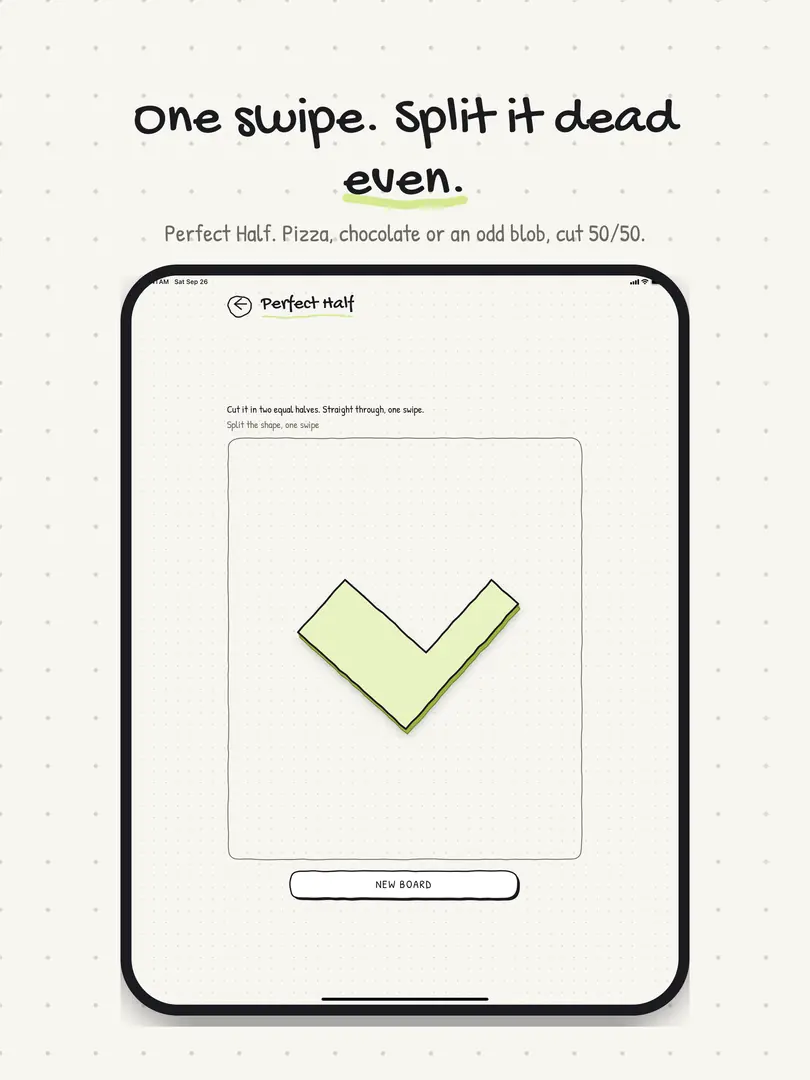 One swipe. Split it dead
even.
Perfect Half. Pizza, chocolate or an odd blob, cut 50/50.
AM Sat Sep 26
Perfect Half
Cut it in two equal halves. Straight through, one swipe.
Split the shape, one swipe
NEW BOARD